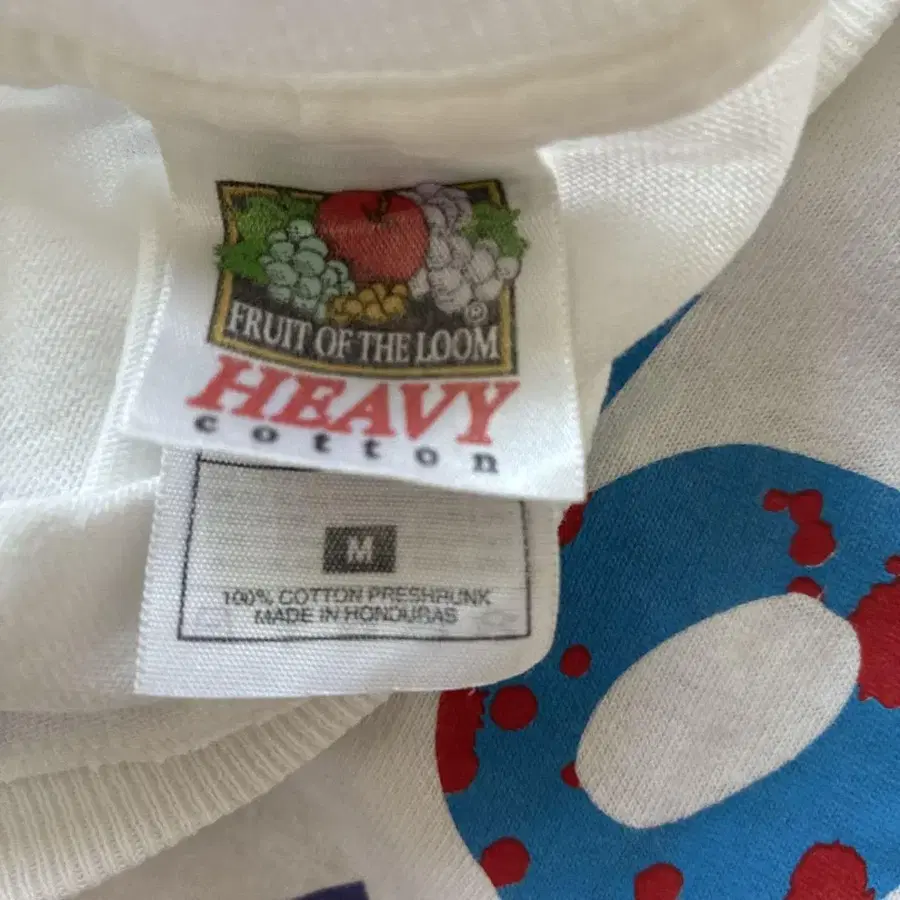 ®
FRUIT OF THE LOOM
HEAVY
cotton
M
100% COTTON PRESHRUNK
MADE IN HONDURAS